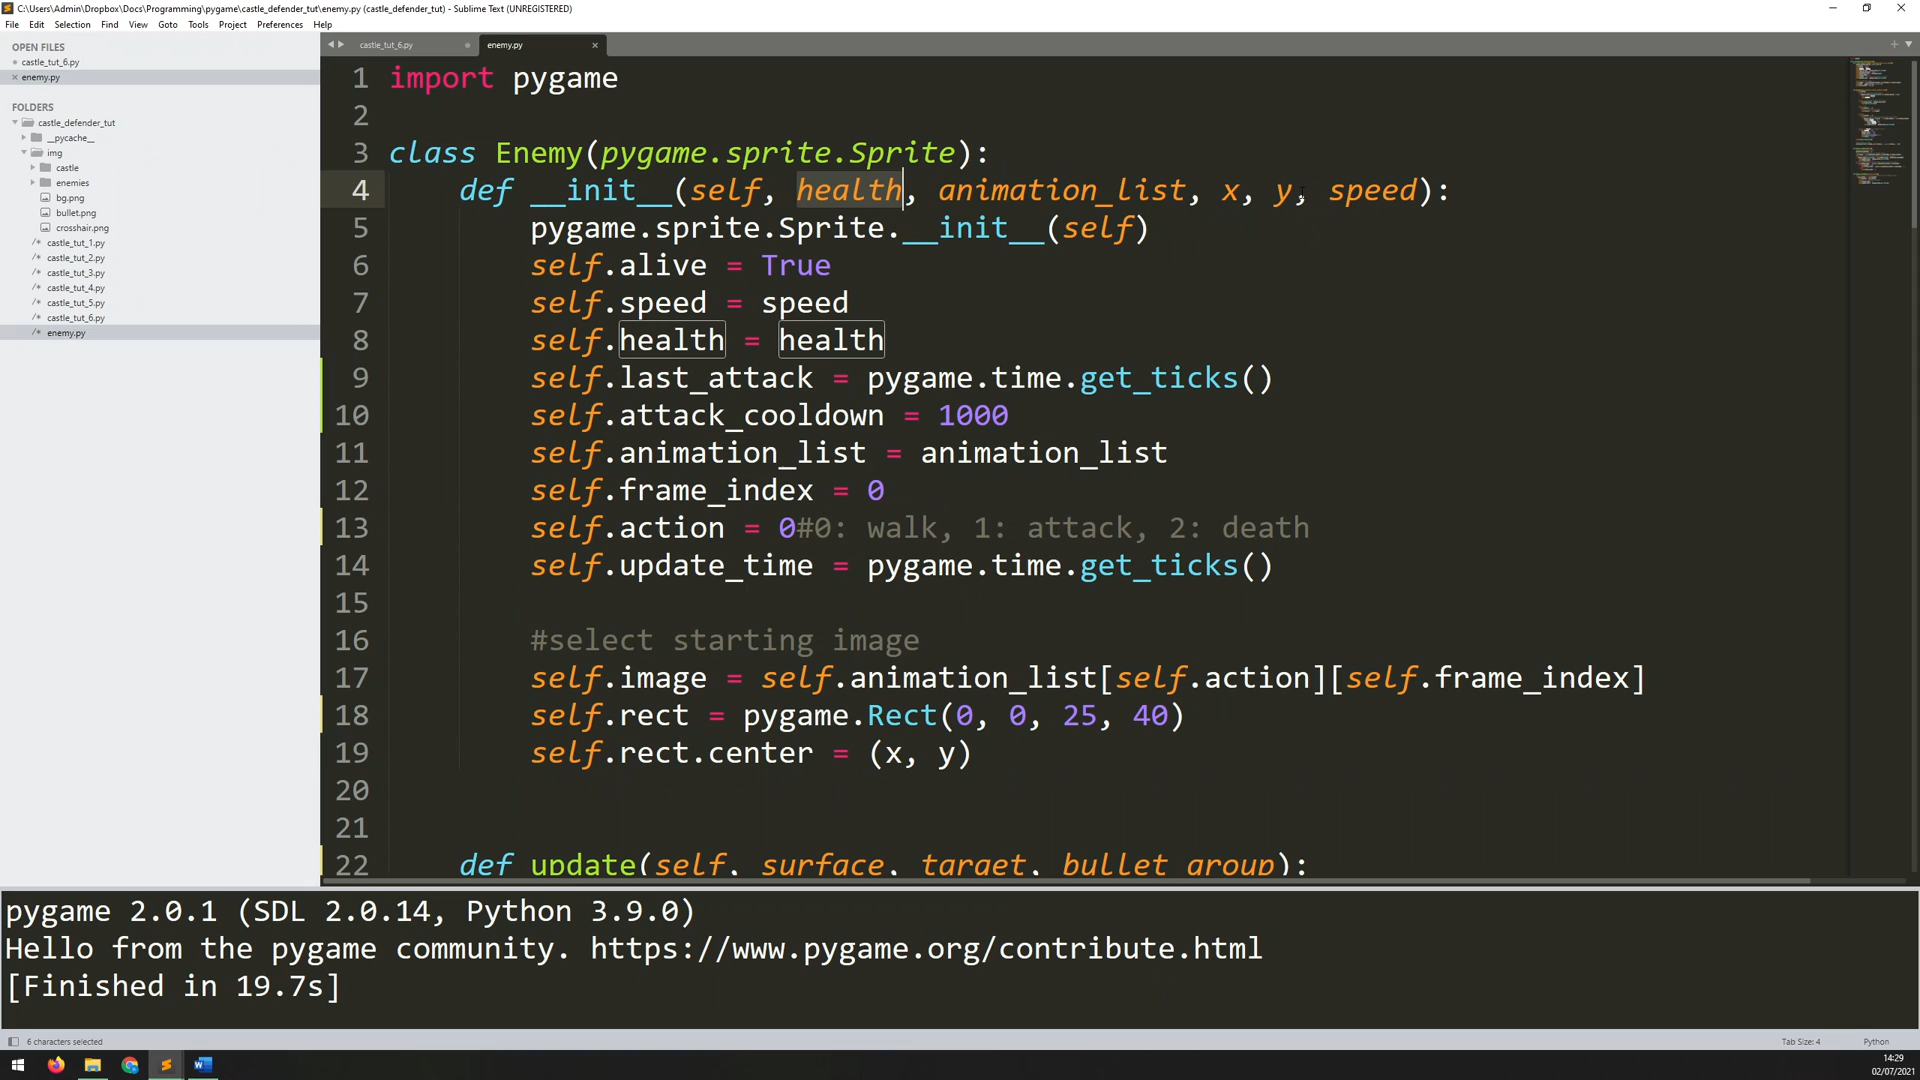 C:\Users\Admin\Dropbox\Docs\Programming\pygame\castle_defender_tut\enemy.py (castle_defender_tut) - Sublime Text (UNREGISTERED)
File Edit Selection Find View Goto Tools Project Preferences Help
OPEN FILES
castle_tut_6.py
enemy.py
FOLDERS
castle_defender_tut
__pycache__
img
castle
enemies
bg.png
bullet.png
crosshair.png
castle_tut_1.py
castle_tut_2.py
castle_tut_3.py
castle_tut_4.py
castle_tut_5.py
castle_tut_6.py
enemy.py
castle_tut_6.py enemy.py
1 import pygame
2
3 class Enemy(pygame.sprite.Sprite):
4 def __init__(self, health, animation_list, x, y, speed):
5 pygame.sprite.Sprite.__init__(self)
6 self.alive = True
7 self.speed = speed
8 self.health = health
9 self.last_attack = pygame.time.get_ticks()
10 self.attack_cooldown = 1000
11 self.animation_list = animation_list
12 self.frame_index = 0
13 self.action = 0#0: walk, 1: attack, 2: death
14 self.update_time = pygame.time.get_ticks()
15
16 #select starting image
17 self.image = self.animation_list[self.action][self.frame_index]
18 self.rect = pygame.Rect(0, 0, 25, 40)
19 self.rect.center = (x, y)
20
21
22 def update(self, surface, target, bullet_group):
pygame 2.0.1 (SDL 2.0.14, Python 3.9.0)
Hello from the pygame community. https://www.pygame.org/contribute.html
[Finished in 19.7s]
6 characters selected Tab Size: 4 Python
14:29
02/07/2021